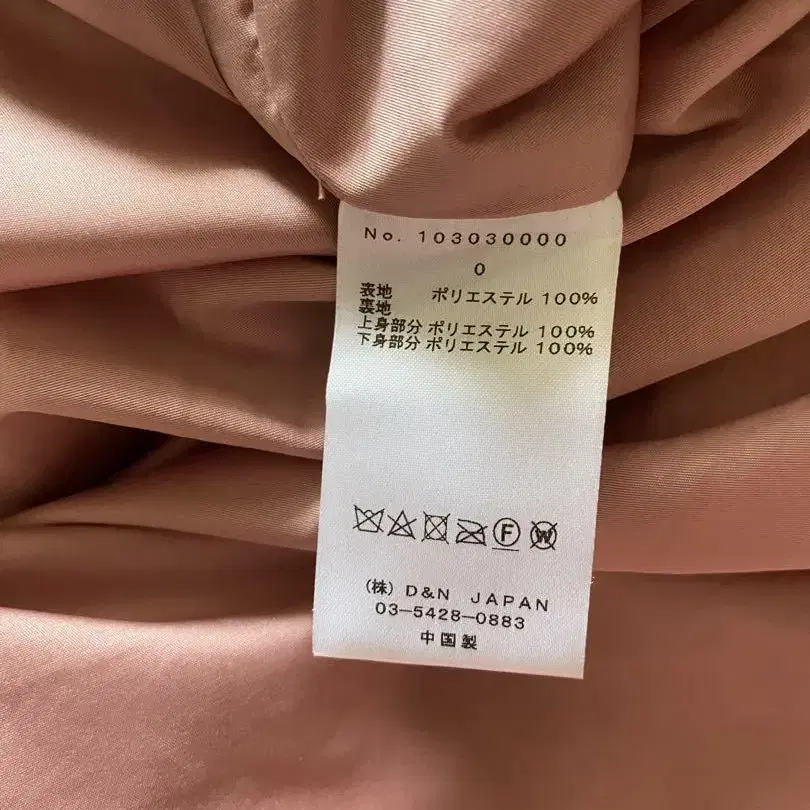 No. 103030000
0
表地 ポリエステル 100%
裏地
上身部分 ポリエステル 100%
下身部分 ポリエステル 100%
F W
(株) D&N JAPAN
03-5428-0883
中国製